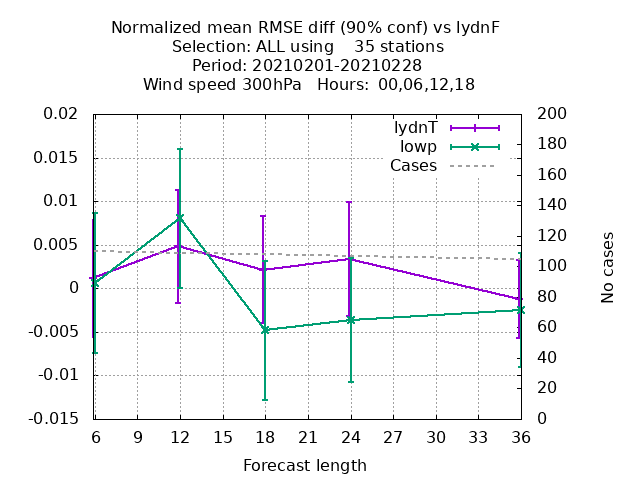 Normalized mean RMSE diff (90% conf) vs lydnF
Selection: ALL using    35 stations
Period: 20210201-20210228
Wind speed 300hPa   Hours:  00,06,12,18
0.02
0.015
0.01
0.005
0
-0.005
-0.01
-0.015
200
180
160
140
120
100
80
60
40
20
0
lydnT
lowp
Cases
No cases
6 9 12 15 18 21 24 27 30 33 36
Forecast length